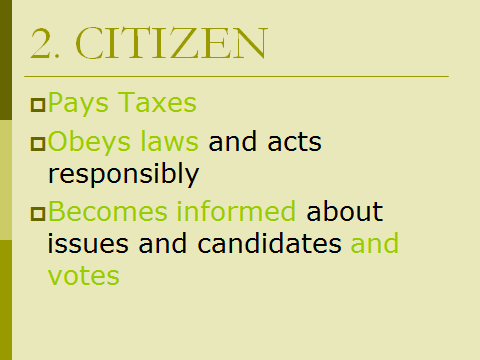 2. CITIZEN
Pays Taxes
Obeys laws and acts
responsibly
Becomes informed about
issues and candidates and
votes